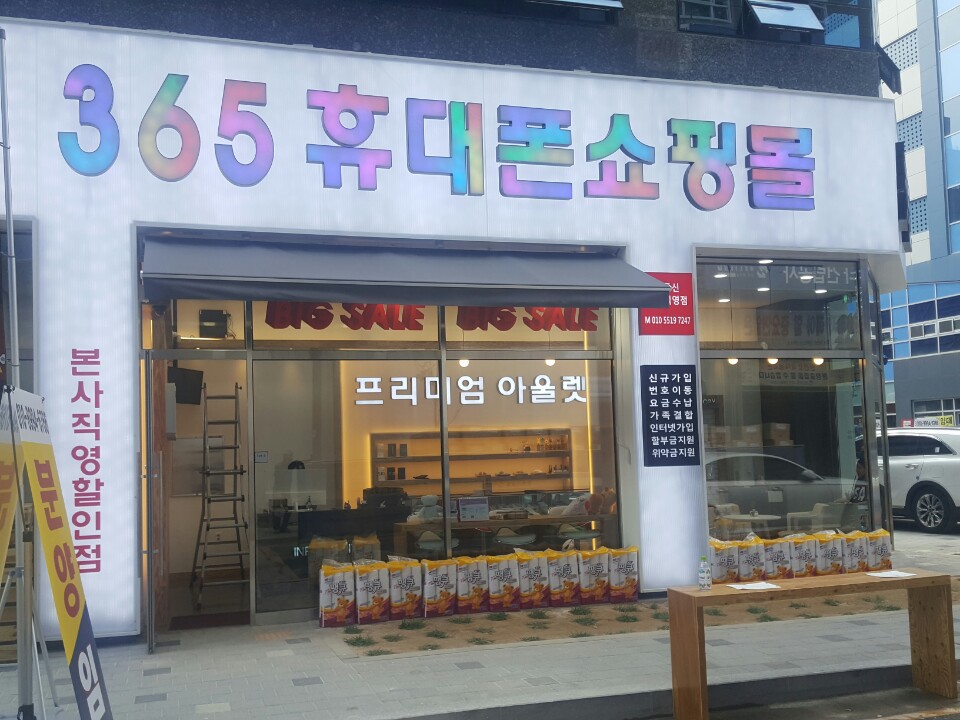 365 휴대폰쇼핑몰
BIG SALE
BIG SALE
프리미엄 아울렛
본사직영할인점
M 010 5519 7247
신규가입
번호이동
요금수납
가족결합
인터넷가입
할부금지원
위약금지원
분양